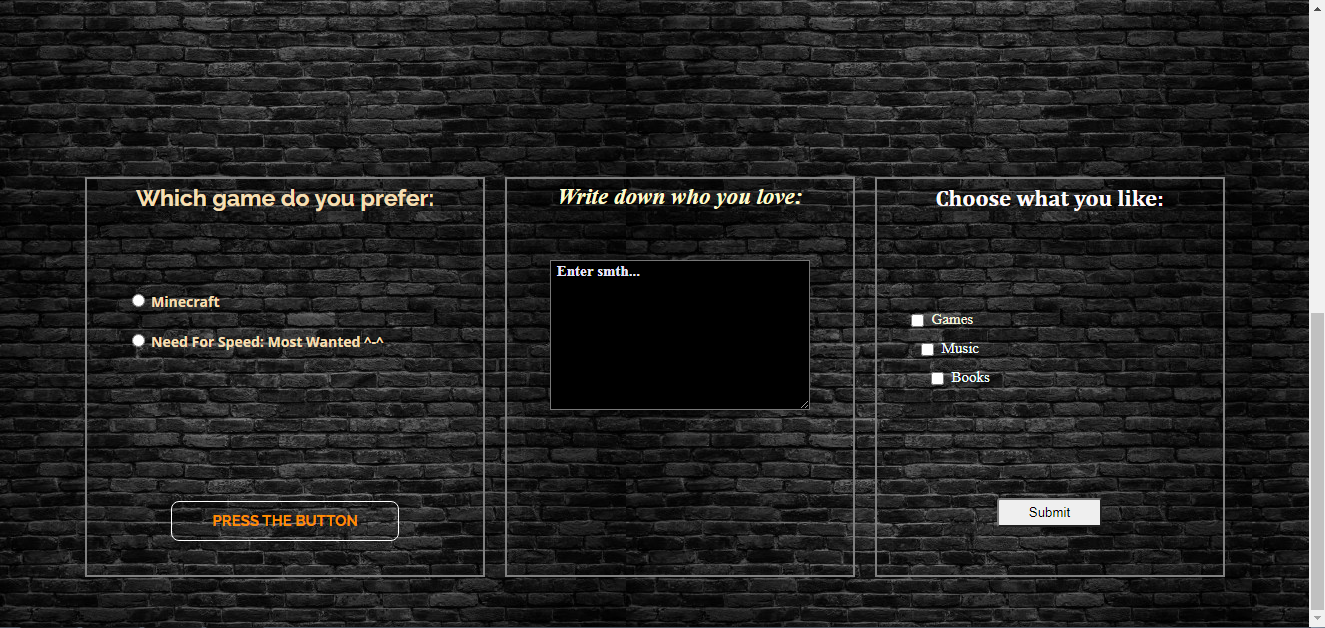 Which game do you prefer:
Minecraft
Need For Speed: Most Wanted ^-^
PRESS THE BUTTON
Write down who you love:
Enter smth...
Choose what you like:
Games
Music
Books
Submit